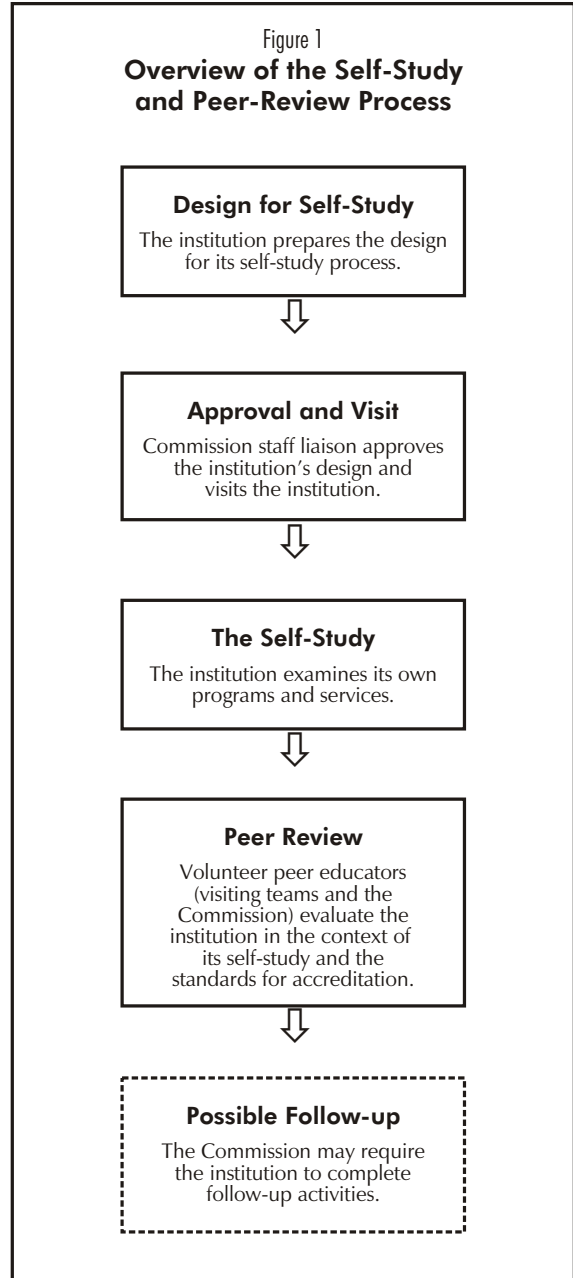 Figure 1
Overview of the Self-Study
and Peer-Review Process
Design for Self-Study
The institution prepares the design
for its self-study process.
Approval and Visit
Commission staff liaison approves
the institution’s design and
visits the institution.
The Self-Study
The institution examines its own
programs and services.
Peer Review
Volunteer peer educators
(visiting teams and the
Commission) evaluate the
institution in the context of
its self-study and the
standards for accreditation.
Possible Follow-up
The Commission may require
the institution to complete
follow-up activities.